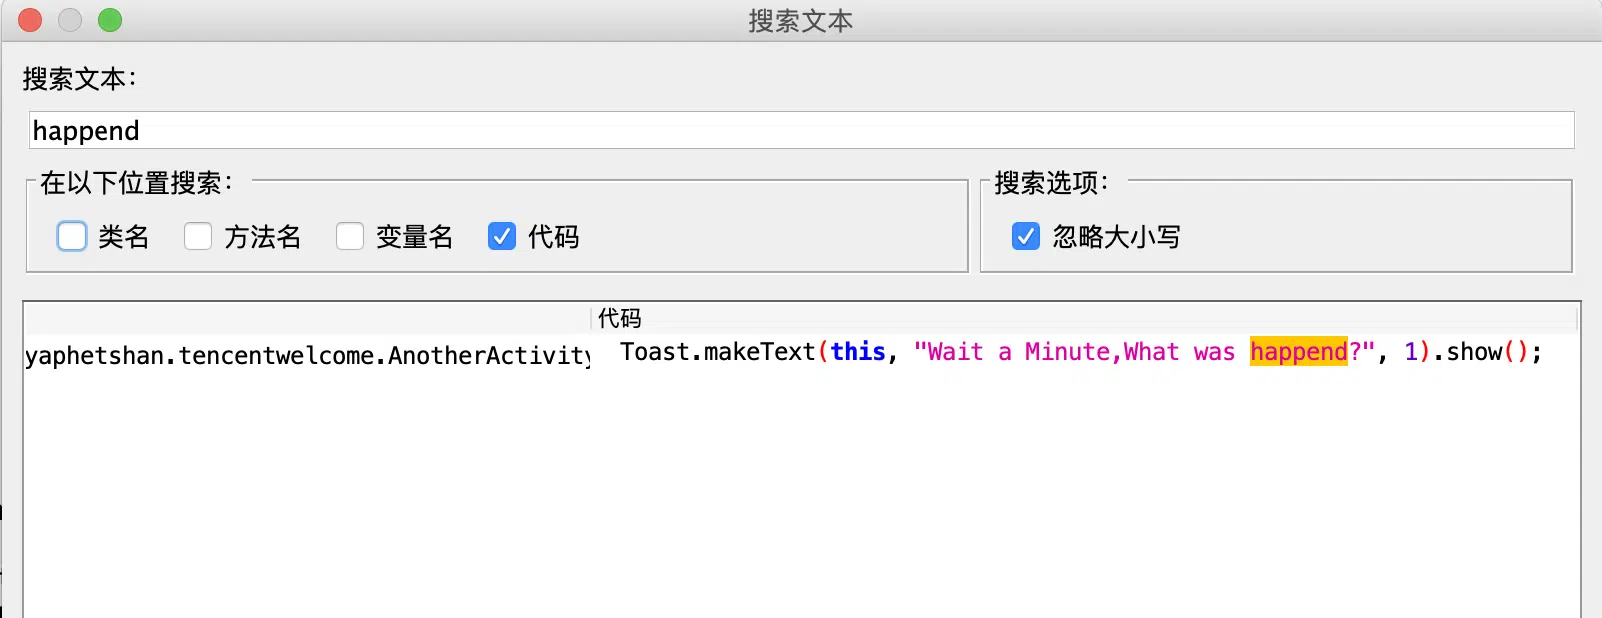 搜索文本
搜索文本：
happend
在以下位置搜索：
搜索选项：
类名 方法名 变量名 代码
忽略大小写
代码
yaphetshan.tencentwelcome.AnotherActivity Toast.makeText(this, "Wait a Minute,What was happend?", 1).show();